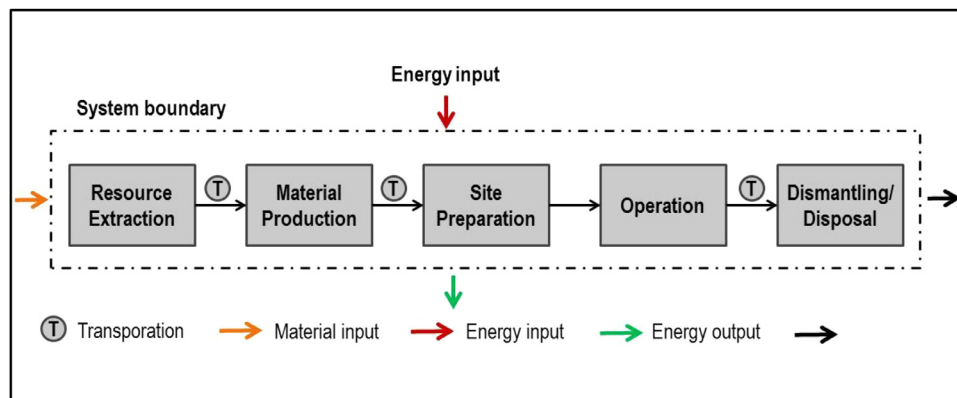 Energy input
System boundary
T
T
T
Resource
Extraction
Material
Production
Site
Preparation
Operation
Dismantling/
Disposal
T Transporation
Material input
Energy input
Energy output